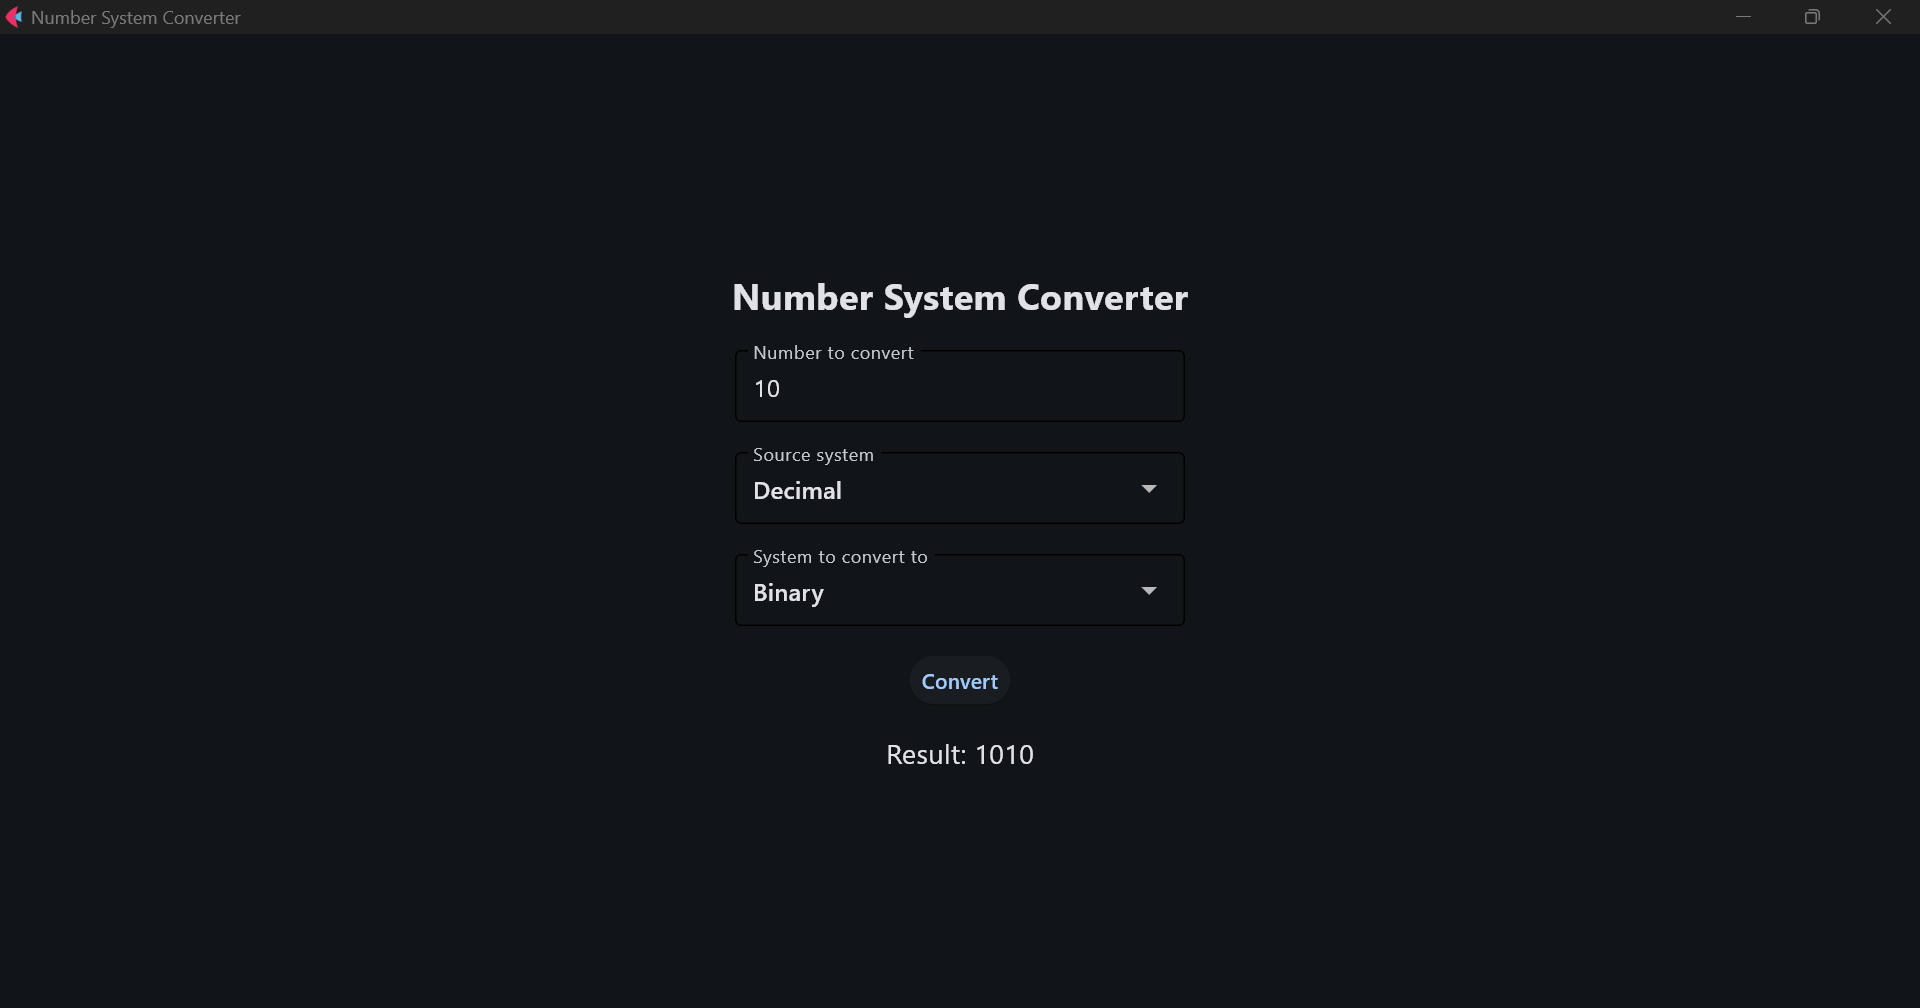 Number System Converter
Number System Converter
Number to convert
10
Source system
Decimal
System to convert to
Binary
Convert
Result: 1010